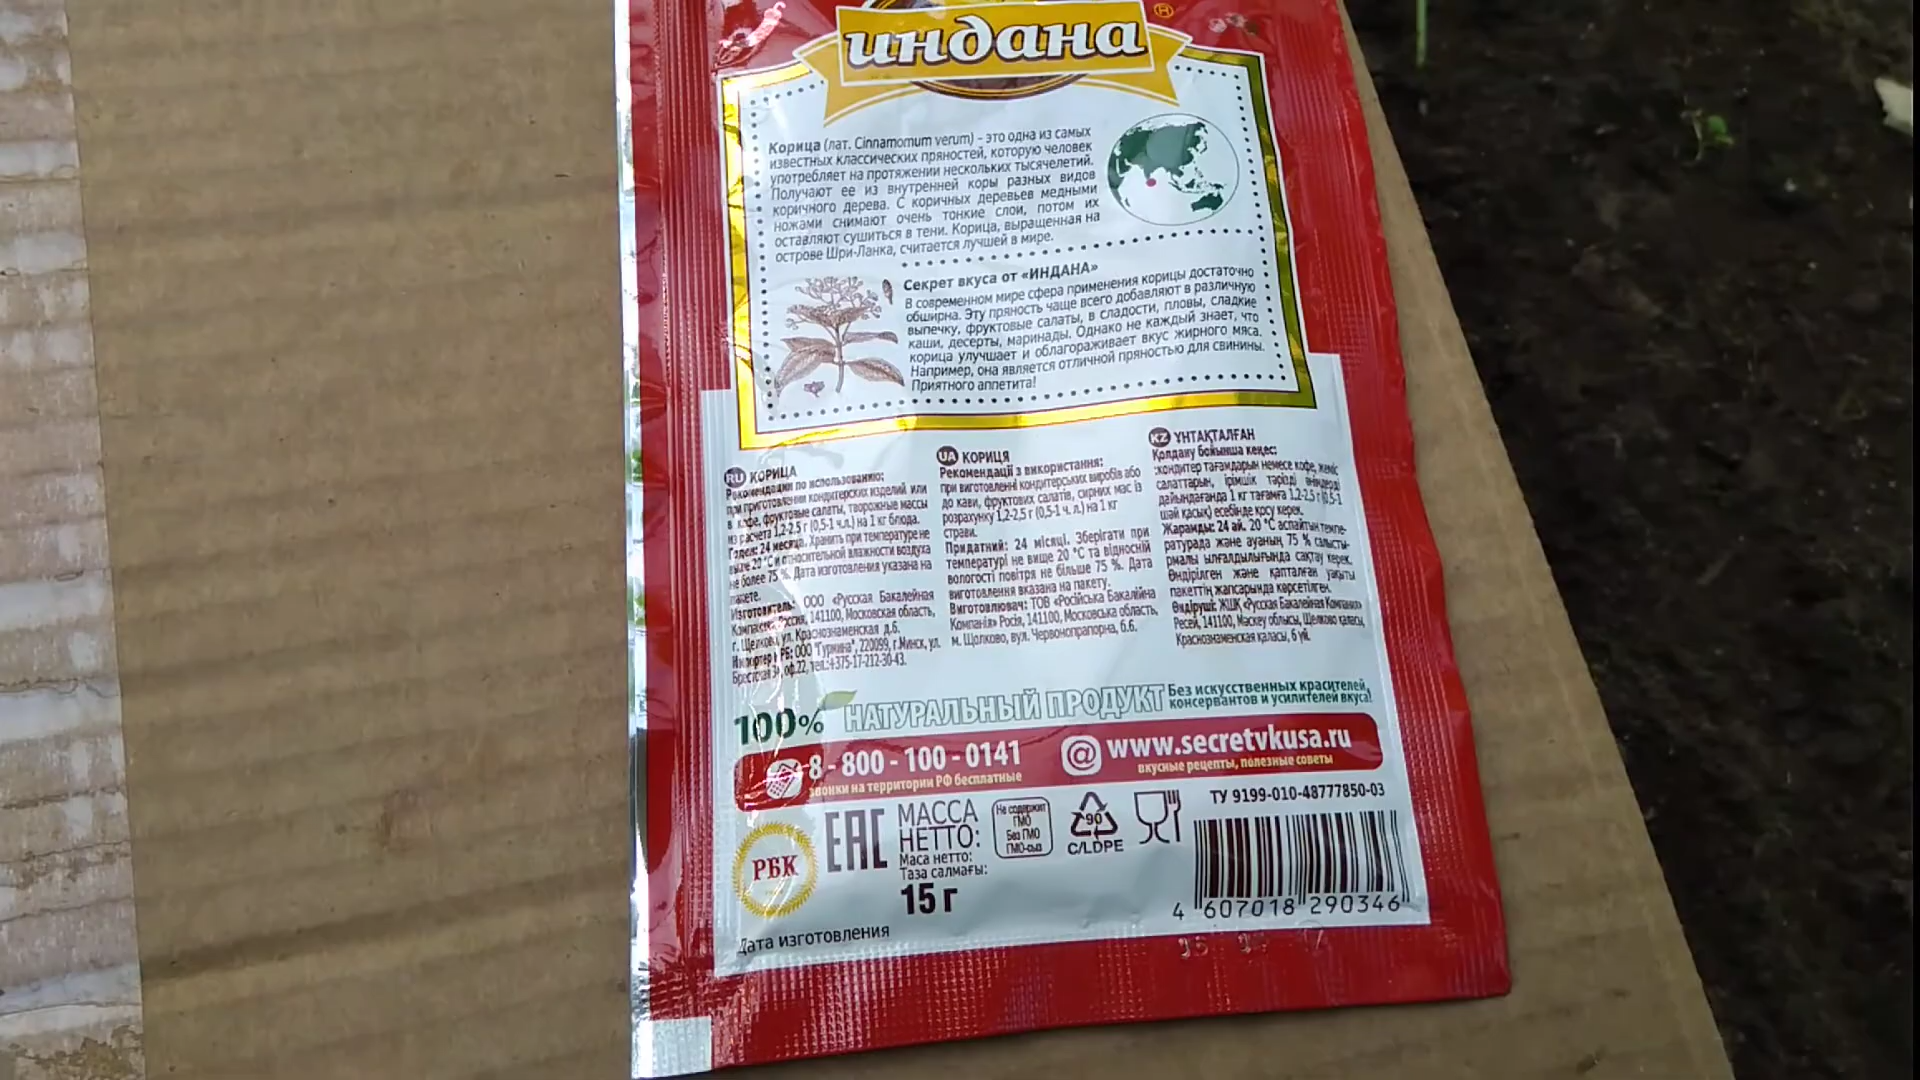 индана
Корица (лат. Cinnamomum verum) - это одна из самых
известных классических пряностей, которую человек
употребляет на протяжении нескольких тысячелетий.
Получают ее из внутренней коры разных видов
коричного дерева. С коричных деревьев медными
ножами снимают очень тонкие слои, потом их
оставляют сушиться в тени. Корица, выращенная на
острове Шри-Ланка, считается лучшей в мире.
Секрет вкуса от «ИНДАНА»
В современном мире сфера применения корицы достаточно
обширна. Эту пряность чаще всего добавляют в различную
выпечку, фруктовые салаты, в сладости, пловы, сладкие
каши, десерты, маринады. Однако не каждый знает, что
корица улучшает и облагораживает вкус жирного мяса.
Например, она является отличной пряностью для свинины.
Приятного аппетита!
RU КОРИЦА
Рекомендации по использованию:
при приготовлении кондитерских изделий или
в кофе, фруктовые салаты, творожные массы
из расчета 1,2-2,5 г (0,5-1 ч.л.) на 1 кг блюда.
Годен: 24 месяца. Хранить при температуре не
выше 20 °С и относительной влажности воздуха
не более 75 %. Дата изготовления указана на
пакете.
Изготовитель: ООО «Русская Бакалейная
Компания» Россия, 141100, Московская область,
г. Щелково, ул. Краснознаменская д.6.
Импортер в РБ: ООО "Гурмина", 220099, г.Минск, ул.
Брестская 34, оф.22, тел.:+375-17-212-30-43.
UA КОРИЦЯ
Рекомендації з використання:
при виготовленні кондитерських виробів або
до кави, фруктових салатів, сирних мас із
розрахунку 1,2-2,5 г (0,5-1 ч. л.) на 1 кг
страви.
Придатний: 24 місяці. Зберігати при
температурі не вище 20 °С та відносній
вологості повітря не більше 75 %. Дата
виготовлення вказана на пакету.
Виготовлювач: ТОВ «Російська Бакалійна
Компанія» Росія, 141100, Московська область,
м. Щолково, вул. Червонопрапорна, б.6.
KZ ҰНТАҚТАЛҒАН
Қолдану бойынша кеңес:
кондитер тағамдарын немесе кофе, жеміс
салаттарын, ірімшік тәрізді өнімдерді
дайындағанда 1 кг тағамға 1,2-2,5 г (0,5-1
шай қасық) есебінде қосу керек.
Жарамды: 24 ай. 20 °С аспайтын темпе-
ратурада және ауаның 75 % салысты-
рмалы ылғалдылығында сақтау керек.
Өндірілген және қапталған уақыты
пакеттің жапсарында көрсетілген.
Өндіруші: ЖШҚ «Русская Бакалейная Компания»
Ресей, 141100, Мәскеу облысы, Щелково қаласы,
Краснознаменская қаласы, 6 үй.
100% НАТУРАЛЬНЫЙ ПРОДУКТ
Без искусственных красителей,
консервантов и усилителей вкуса!
8 - 800 - 100 - 0141
звонки на территории РФ бесплатные
@ www.secretvkusa.ru
вкусные рецепты, полезные советы
РБК
EAC
МАССА
НЕТТО:
Маса нетто:
Таза салмағы:
15 г
Не содержит
ГМО
Без ГМО
ГМО-сыз
90
C/LDPE
ТУ 9199-010-48777850-03
4 607018 290346
Дата изготовления